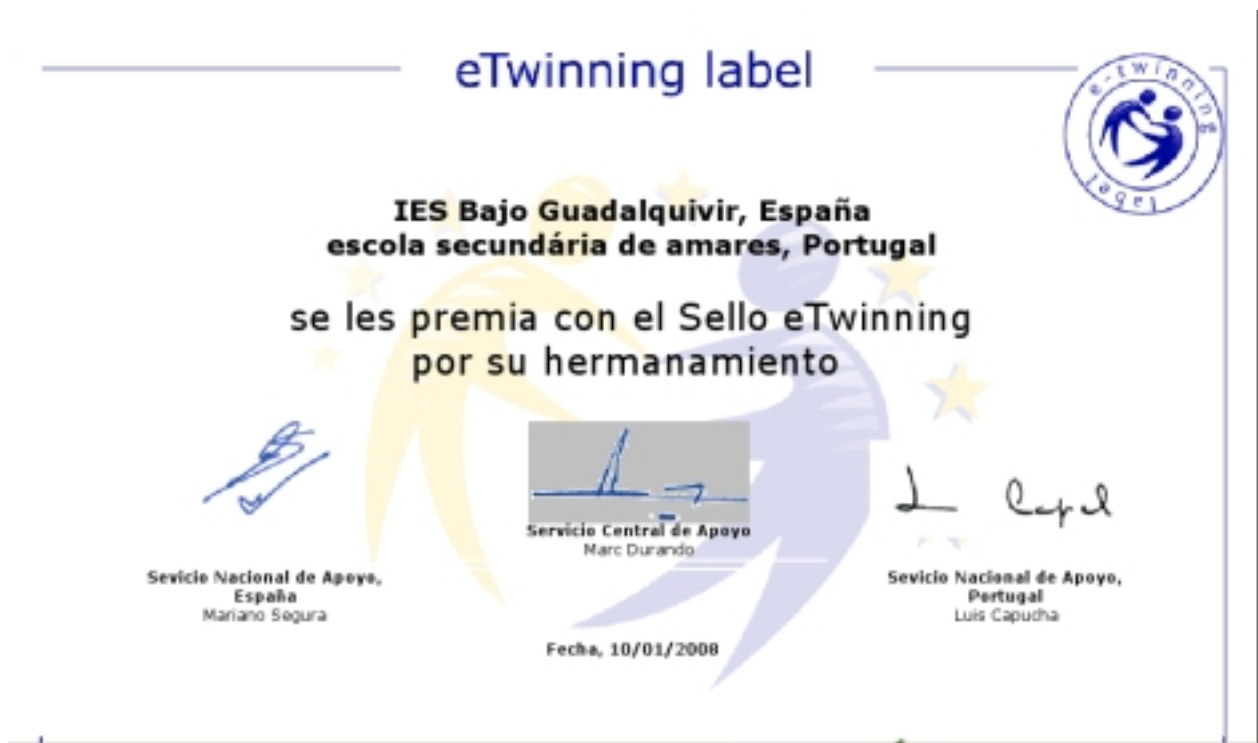 eTwinning label
e-twinning
label
IES Bajo Guadalquivir, España
escola secundária de amares, Portugal
se les premia con el Sello eTwinning
por su hermanamiento
Servicio Central de Apoyo
Marc Durando
Sevicio Nacional de Apoyo,
España
Mariano Segura
Sevicio Nacional de Apoyo,
Portugal
Luis Capucha
Fecha, 10/01/2008